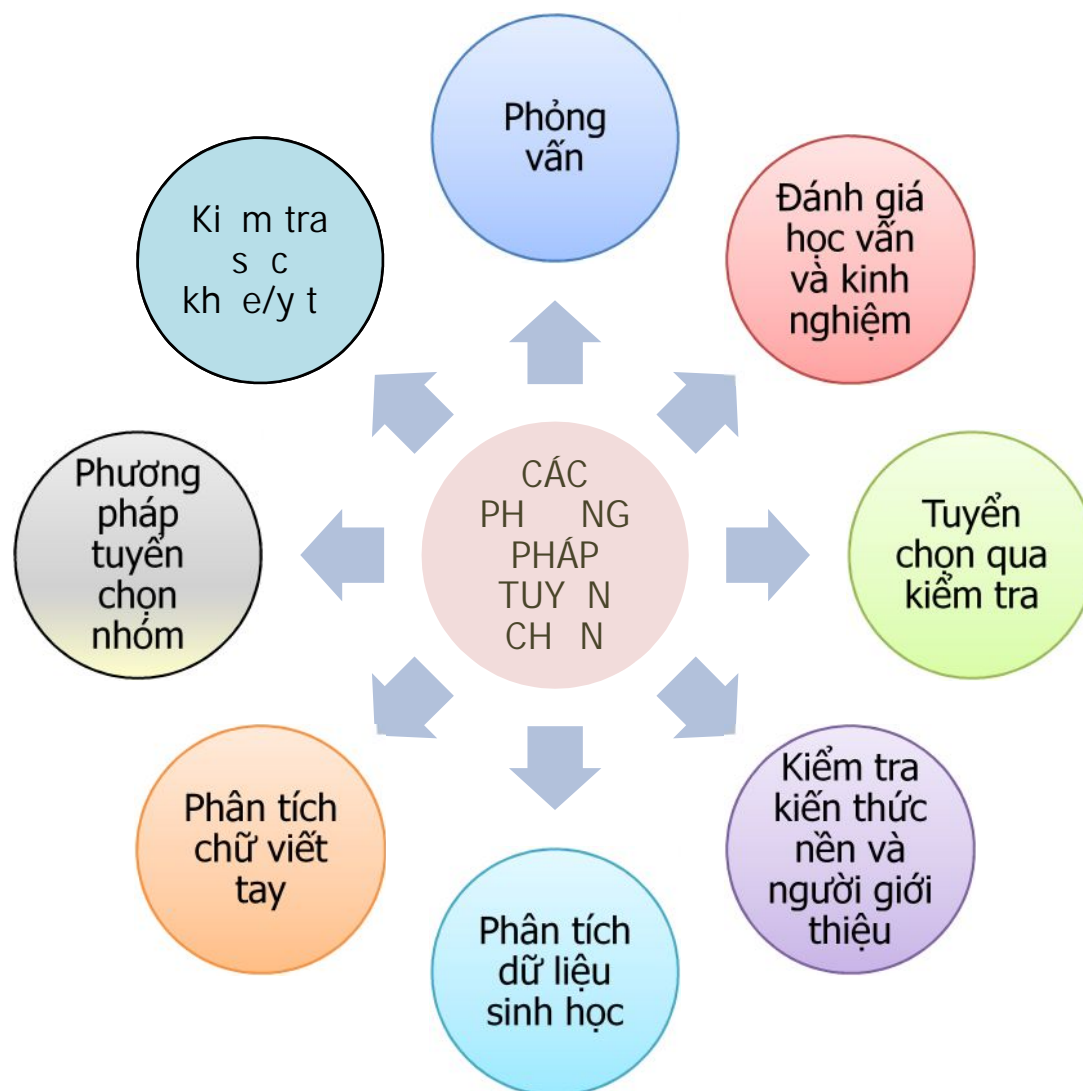 Phỏng
vấn
Ki m tra
s c
kh e/y t
Đánh giá
học vấn
và kinh
nghiệm
Phương
pháp
tuyển
chọn
nhóm
CÁC
PH NG
PHÁP
TUY N
CH N
Tuyển
chọn qua
kiểm tra
Phân tích
chữ viết
tay
Kiểm tra
kiến thức
nền và
người giới
thiệu
Phân tích
dữ liệu
sinh học